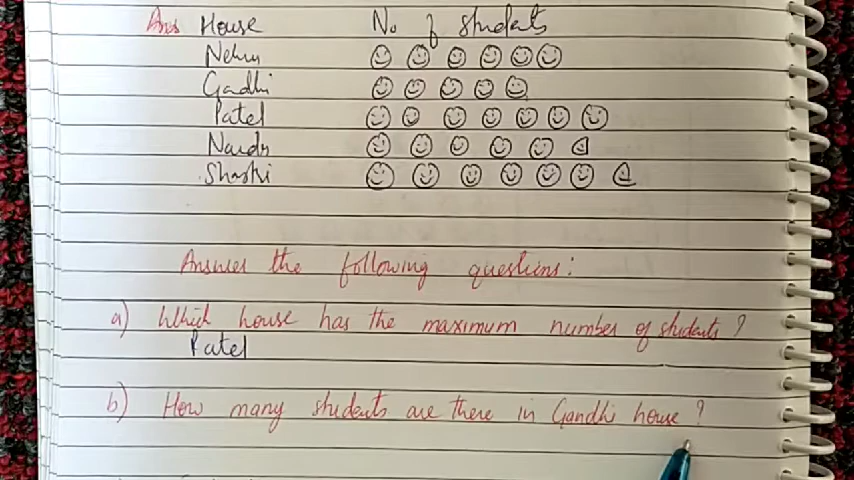 Ans House No of students
Nehru
Gadhi
Patel
Naidu
Shastri
Answer the following questions:
a) Which house has the maximum number of students?
Patel
b) How many students are there in Gandhi house?